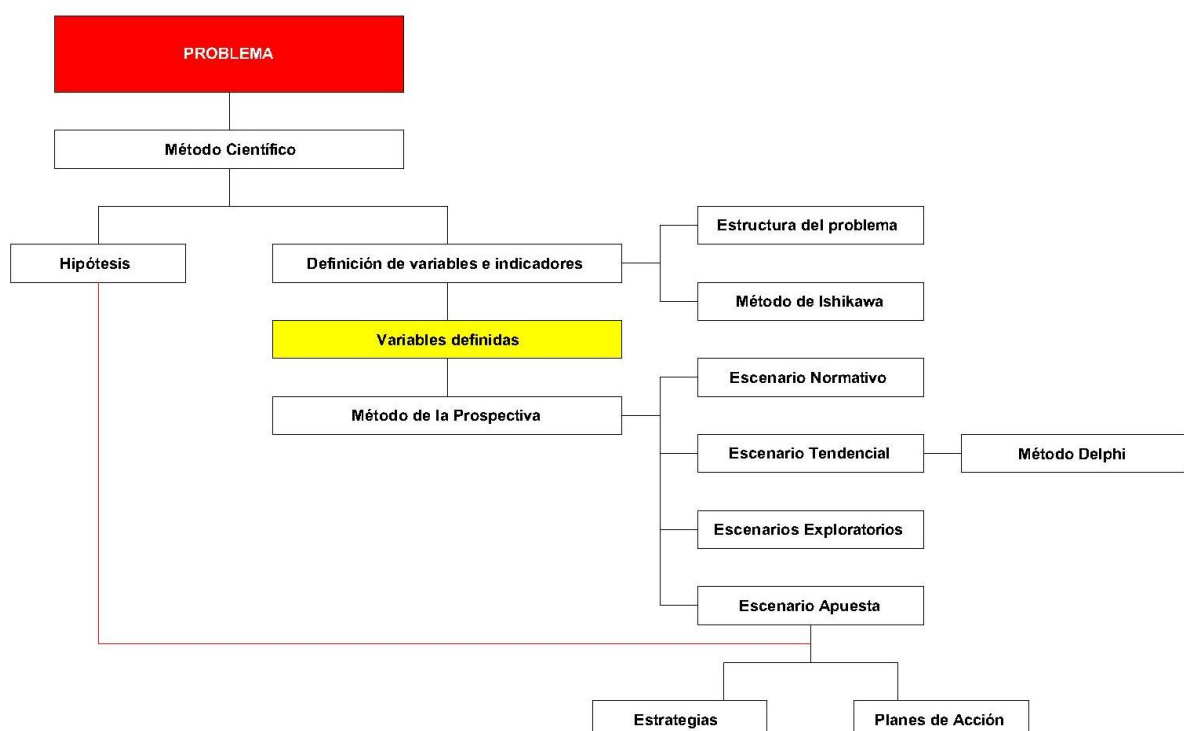 PROBLEMA
Método Científico
Estructura del problema
Hipótesis
Definición de variables e indicadores
Método de Ishikawa
Variables definidas
Escenario Normativo
Método de la Prospectiva
Escenario Tendencial
Método Delphi
Escenarios Exploratorios
Escenario Apuesta
Estrategias
Planes de Acción